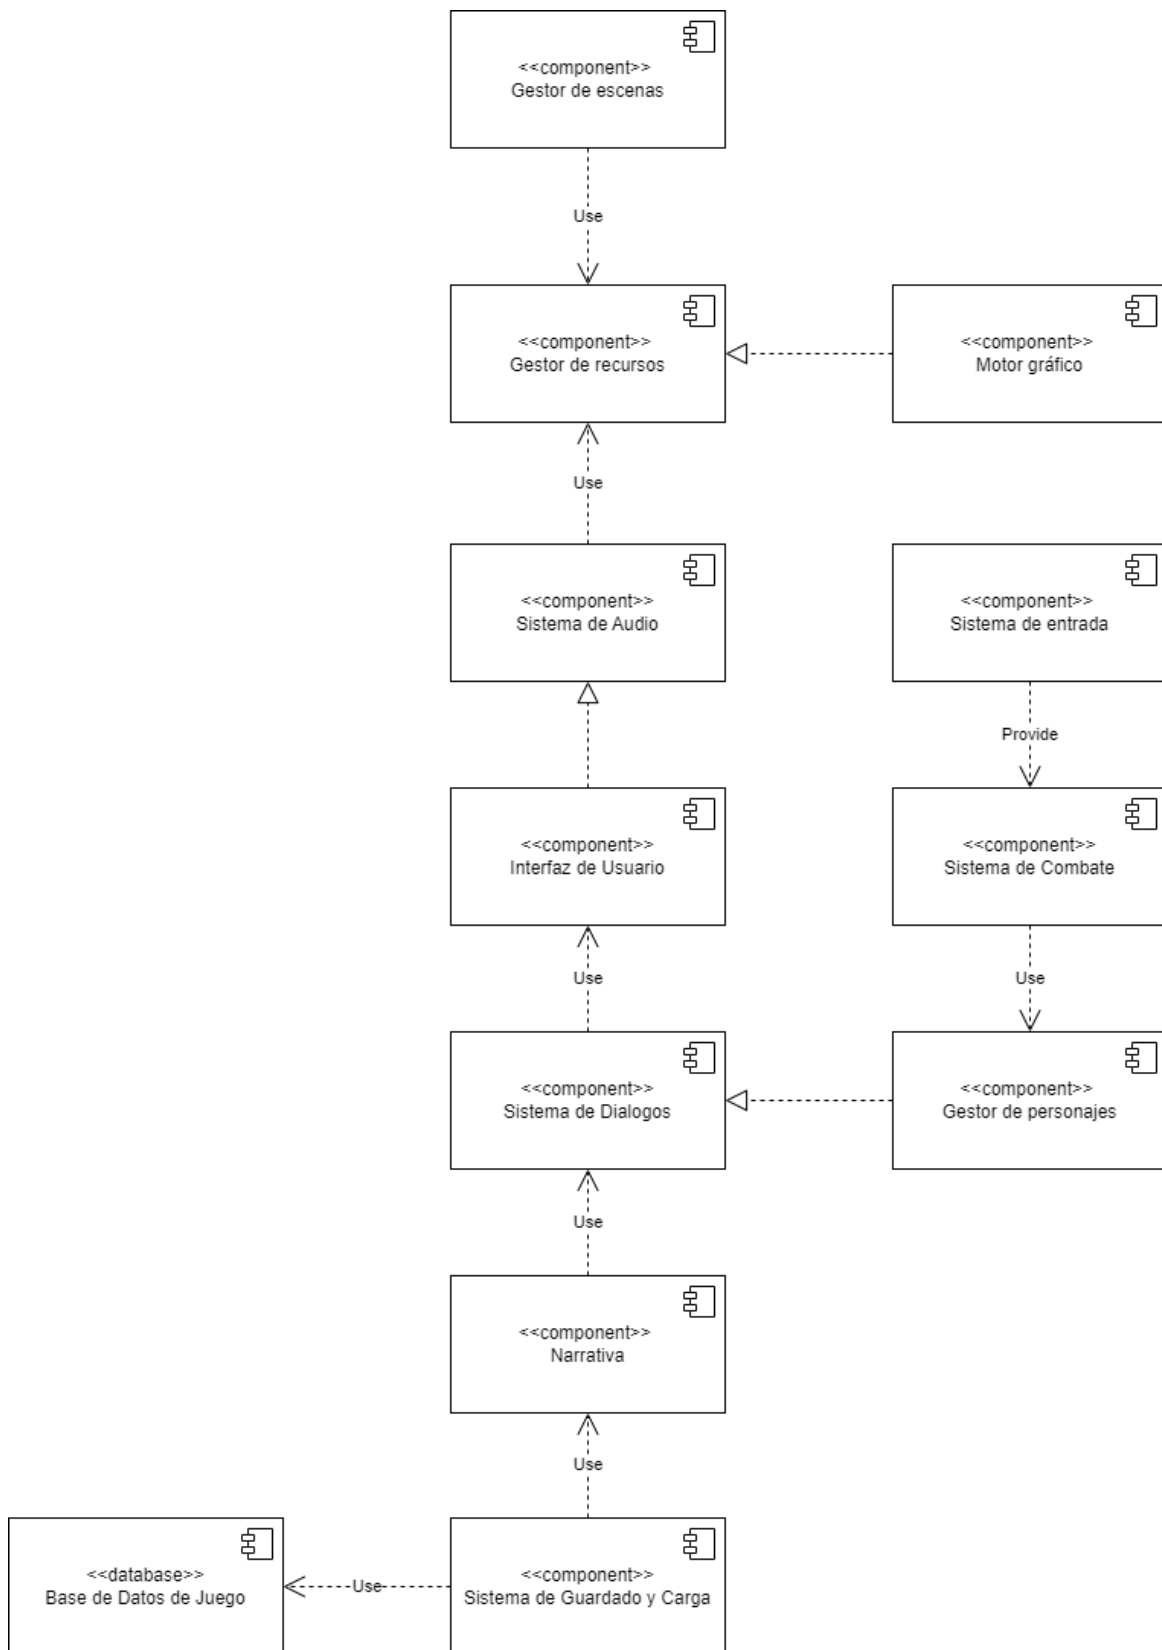 <<component>>
Gestor de escenas
Use
<<component>>
Gestor de recursos
<<component>>
Motor gráfico
Use
<<component>>
Sistema de Audio
<<component>>
Sistema de entrada
Provide
<<component>>
Interfaz de Usuario
<<component>>
Sistema de Combate
Use
Use
<<component>>
Sistema de Dialogos
<<component>>
Gestor de personajes
Use
<<component>>
Narrativa
Use
<<database>>
Base de Datos de Juego
Use
<<component>>
Sistema de Guardado y Carga